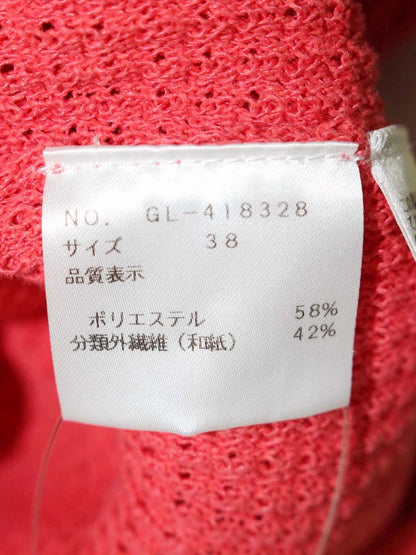 NO. GL-418328
サイズ 38
品質表示
ポリエステル 58%
分類外繊維（和紙） 42%